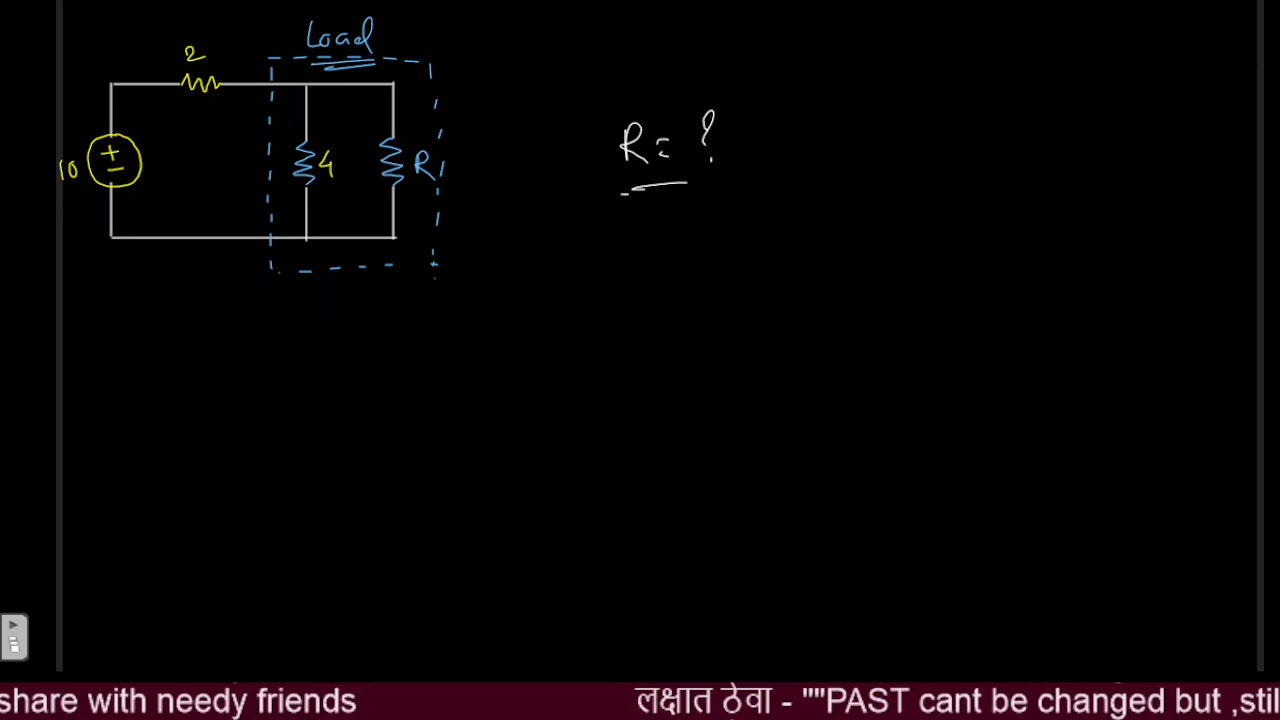 Load
2
10
4
R
R = ?
share with needy friends
लक्षात ठेवा - ""PAST cant be changed but ,stil